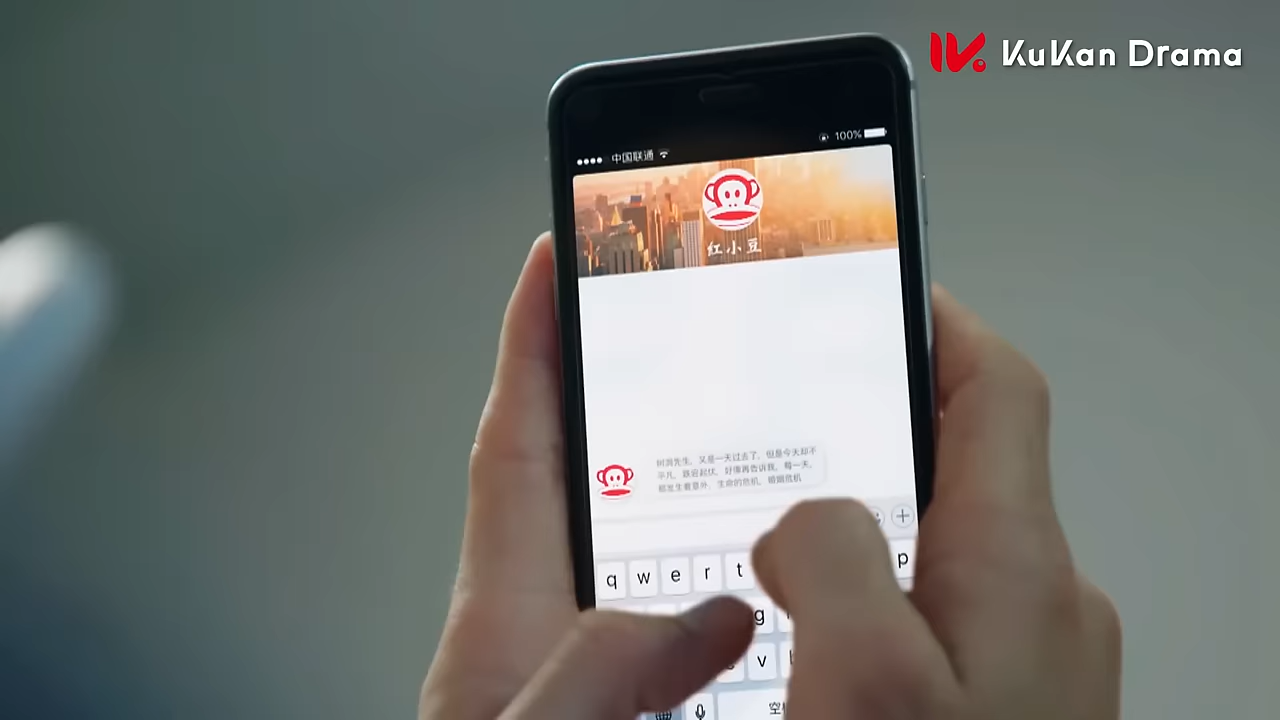 KuKan Drama
中国联通
100%
红小豆
树洞先生，又是一天过去了，但是今天却不
平凡，跌宕起伏，好像再告诉我，每一天，
都发生着意外，生命的危机，婚姻危机
q w e r t
p
g
v
空